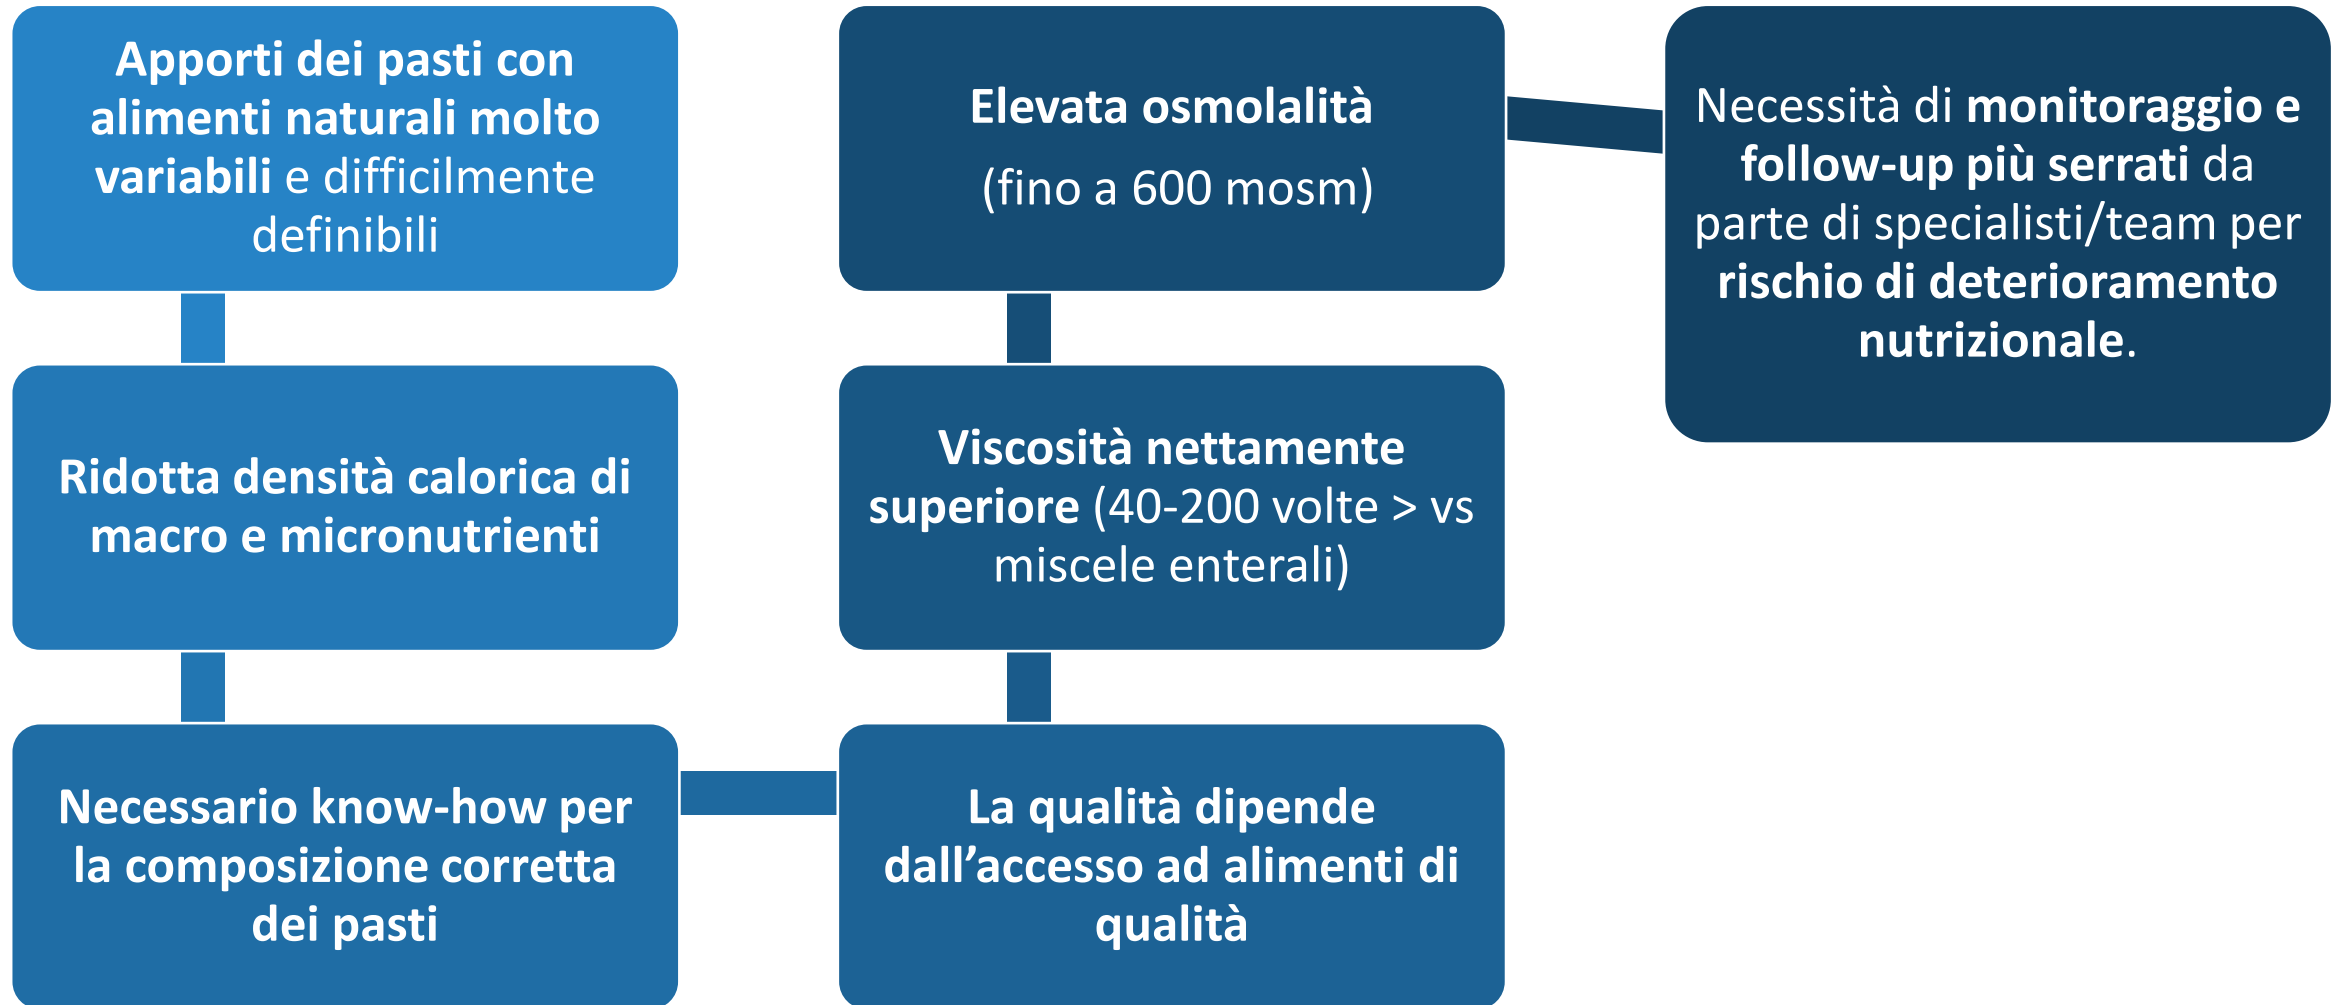 Apporti dei pasti con
alimenti naturali molto
variabili e difficilmente
definibili
Ridotta densità calorica di
macro e micronutrienti
Necessario know-how per
la composizione corretta
dei pasti
La qualità dipende
dall’accesso ad alimenti di
qualità
Viscosità nettamente
superiore (40-200 volte > vs
miscele enterali)
Elevata osmolalità
(fino a 600 mosm)
Necessità di monitoraggio e
follow-up più serrati da
parte di specialisti/team per
rischio di deterioramento
nutrizionale.